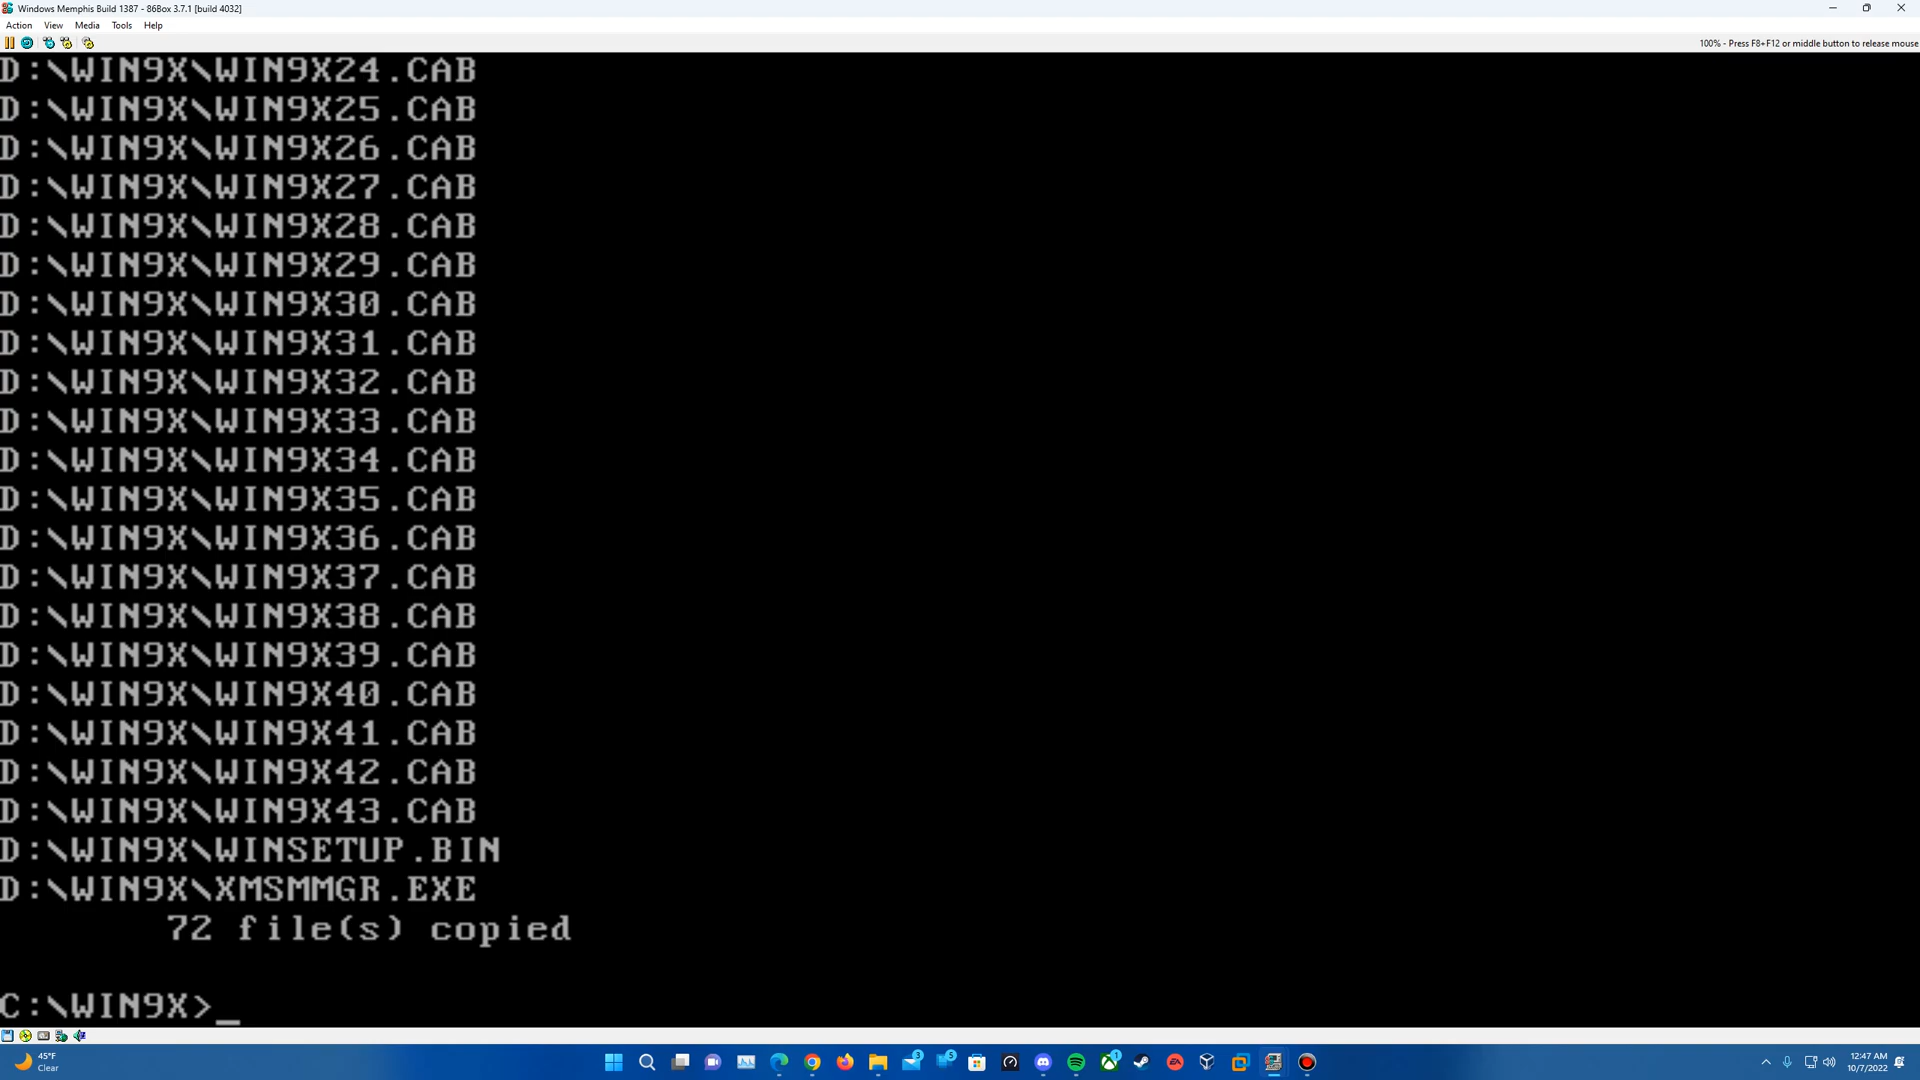 Windows Memphis Build 1387 - 86Box 3.7.1 [build 4032]
Action View Media Tools Help
100% - Press F8+F12 or middle button to release mouse
D:\WIN9X\WIN9X24.CAB
D:\WIN9X\WIN9X25.CAB
D:\WIN9X\WIN9X26.CAB
D:\WIN9X\WIN9X27.CAB
D:\WIN9X\WIN9X28.CAB
D:\WIN9X\WIN9X29.CAB
D:\WIN9X\WIN9X30.CAB
D:\WIN9X\WIN9X31.CAB
D:\WIN9X\WIN9X32.CAB
D:\WIN9X\WIN9X33.CAB
D:\WIN9X\WIN9X34.CAB
D:\WIN9X\WIN9X35.CAB
D:\WIN9X\WIN9X36.CAB
D:\WIN9X\WIN9X37.CAB
D:\WIN9X\WIN9X38.CAB
D:\WIN9X\WIN9X39.CAB
D:\WIN9X\WIN9X40.CAB
D:\WIN9X\WIN9X41.CAB
D:\WIN9X\WIN9X42.CAB
D:\WIN9X\WIN9X43.CAB
D:\WIN9X\WINSETUP.BIN
D:\WIN9X\XMSMMGR.EXE
72 file(s) copied
C:\WIN9X>_
45°F
Clear
3
5
1
EA
12:47 AM
10/7/2022